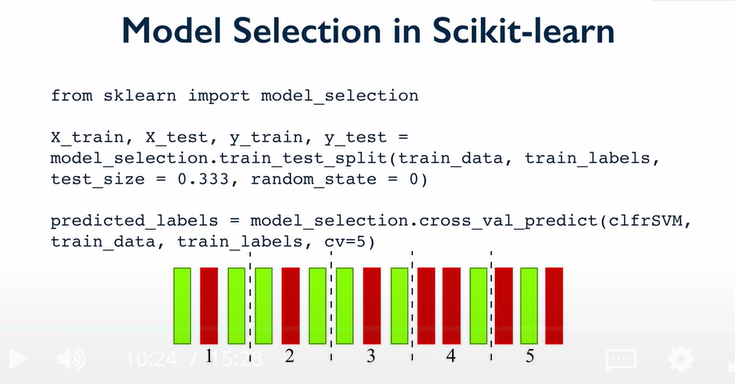 Model Selection in Scikit-learn
from sklearn import model_selection
X_train, X_test, y_train, y_test =
model_selection.train_test_split(train_data, train_labels,
test_size = 0.333, random_state = 0)
predicted_labels = model_selection.cross_val_predict(clfrSVM,
train_data, train_labels, cv=5)
1 2 3 4 5
10:24 / 15:28